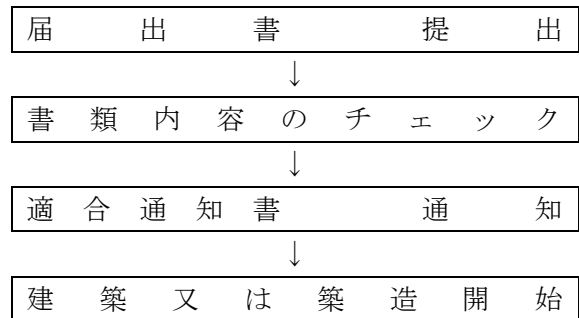 届出書 提出
↓
書類内容のチェック
↓
適合通知書 通知
↓
建築又は築造開始